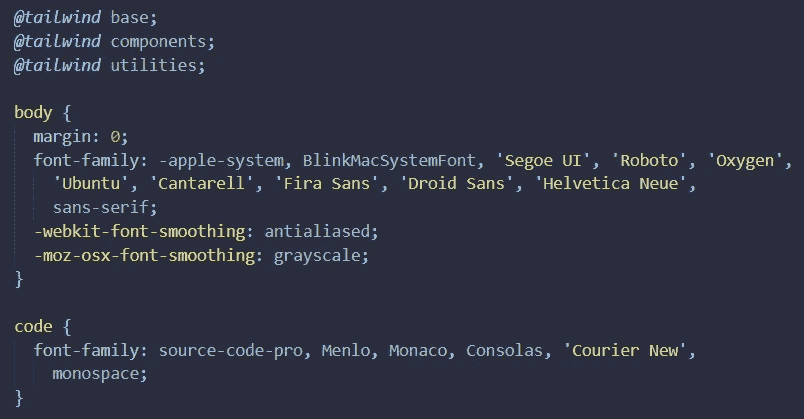 @tailwind base;
@tailwind components;
@tailwind utilities;

body {
  margin: 0;
  font-family: -apple-system, BlinkMacSystemFont, 'Segoe UI', 'Roboto', 'Oxygen',
    'Ubuntu', 'Cantarell', 'Fira Sans', 'Droid Sans', 'Helvetica Neue',
    sans-serif;
  -webkit-font-smoothing: antialiased;
  -moz-osx-font-smoothing: grayscale;
}

code {
  font-family: source-code-pro, Menlo, Monaco, Consolas, 'Courier New',
    monospace;
}